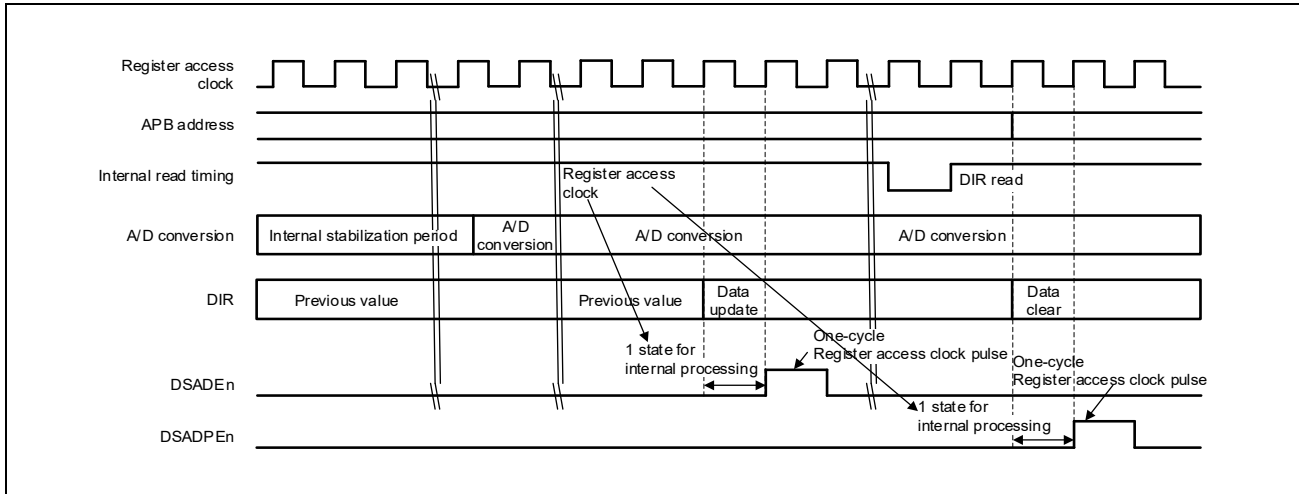 Register access
clock
APB address
Internal read timing
Register access
clock
DIR read
A/D conversion
Internal stabilization period
A/D
conversion
A/D conversion
A/D conversion
DIR
Previous value
Previous value
Data
update
Data
clear
1 state for
internal processing
One-cycle
Register access clock pulse
One-cycle
Register access clock pulse
DSADEn
1 state for
internal processing
DSADPEn